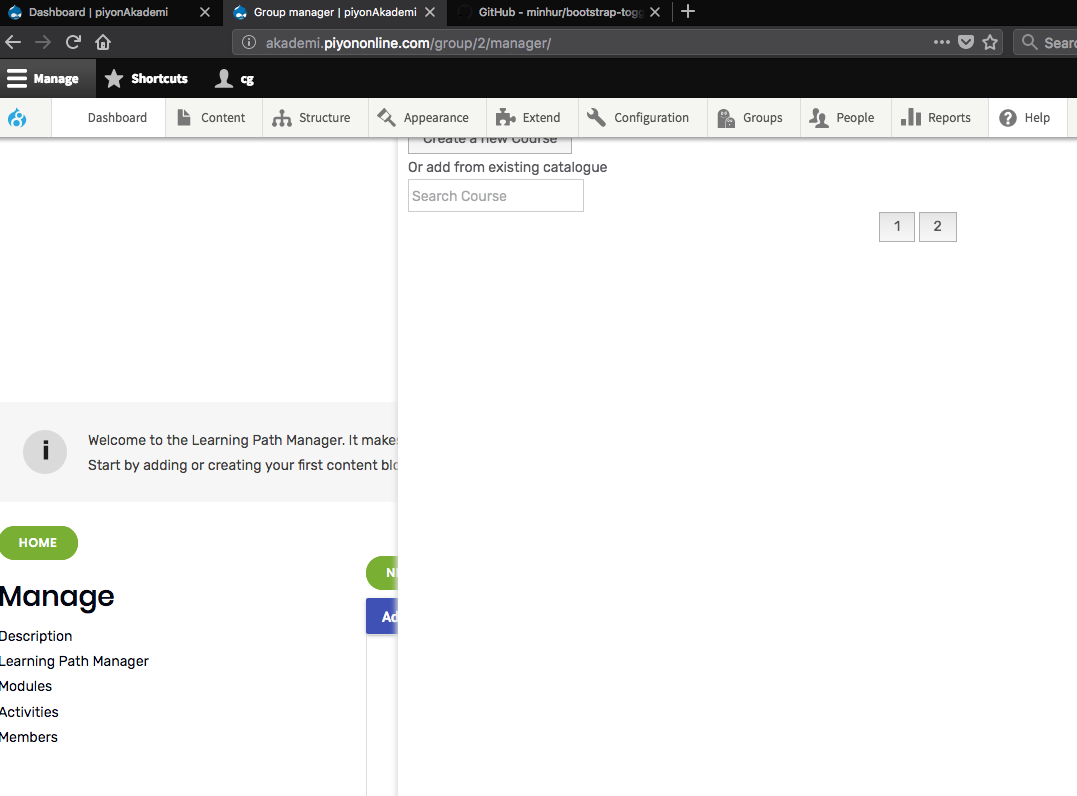 Dashboard | piyonAkademi
Group manager | piyonAkademi
GitHub - minhur/bootstrap-togg
akademi.piyononline.com/group/2/manager/
Sear
Manage
Shortcuts
cg
Dashboard
Content
Structure
Appearance
Extend
Configuration
Groups
People
Reports
Help
Create a new Course
Or add from existing catalogue
Search Course
1 2
i
Welcome to the Learning Path Manager. It makes
Start by adding or creating your first content blo
HOME
N
Manage
Ad
Description
Learning Path Manager
Modules
Activities
Members